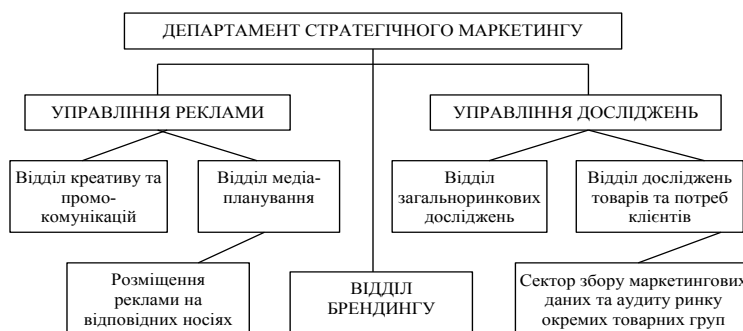 ДЕПАРТАМЕНТ СТРАТЕГІЧНОГО МАРКЕТИНГУ
УПРАВЛІННЯ РЕКЛАМИ
УПРАВЛІННЯ ДОСЛІДЖЕНЬ
Відділ креативу та
промо-
комунікацій
Відділ медіа-
планування
Відділ
загальноринкових
досліджень
Відділ досліджень
товарів та потреб
клієнтів
Розміщення
реклами на
відповідних носіях
ВІДДІЛ
БРЕНДИНГУ
Сектор збору маркетингових
даних та аудиту ринку
окремих товарних груп